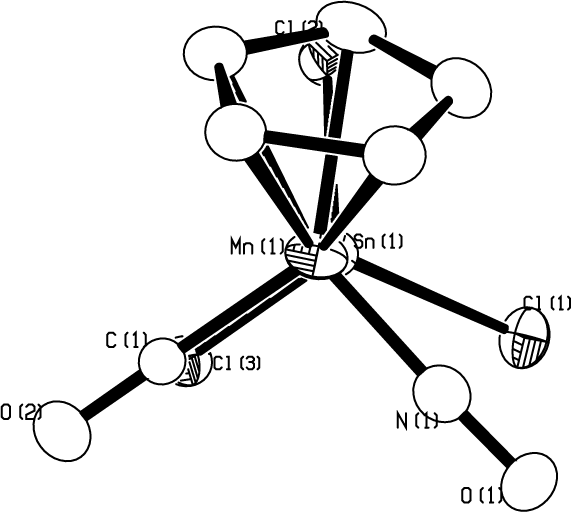 Cl(2)
Mn(1)
Sn(1)
Cl(1)
C(1)
Cl(3)
O(2)
N(1)
O(1)